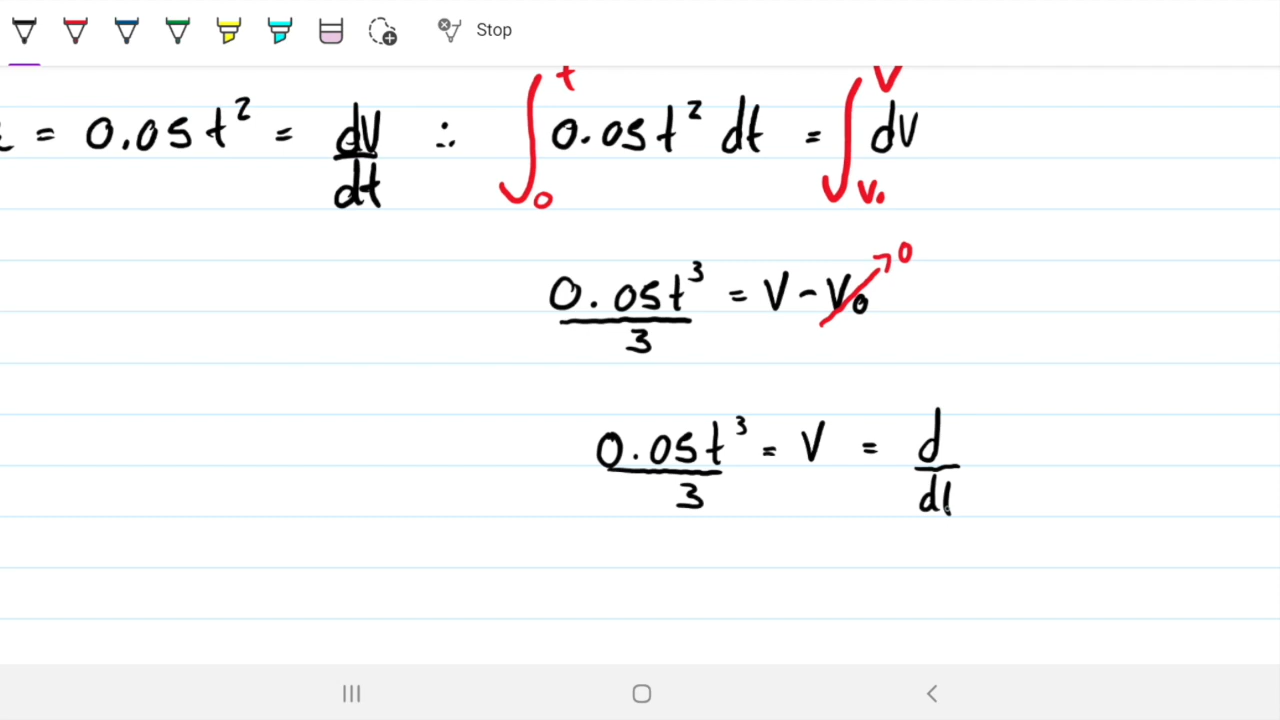 Stop
= 0.05t² = dV/dt ∴ ∫₀ᵗ 0.05t² dt = ∫ᵥ₀ⱽ dV
0.05t³/3 = V - V₀ → 0
0.05t³/3 = V = d/d